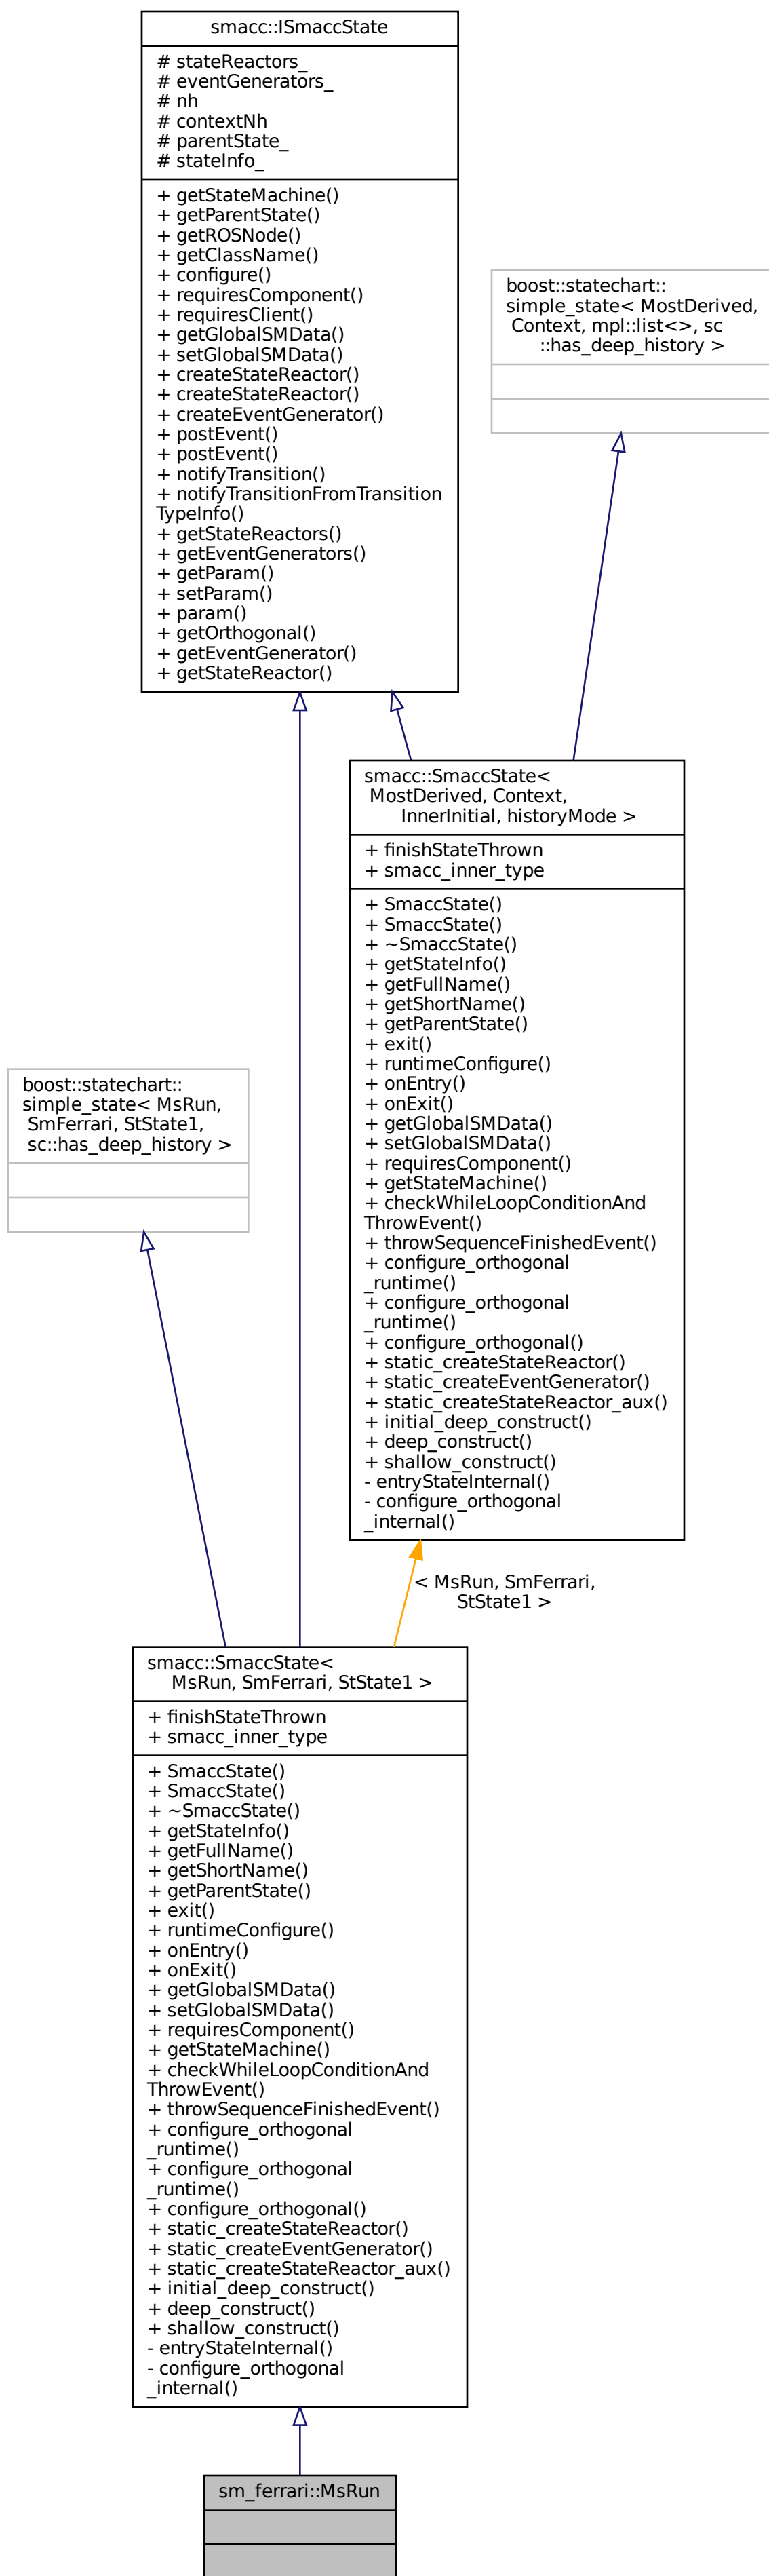 smacc::ISmaccState
# stateReactors_
# eventGenerators_
# nh
# contextNh
# parentState_
# stateInfo_
+ getStateMachine()
+ getParentState()
+ getROSNode()
+ getClassName()
+ configure()
+ requiresComponent()
+ requiresClient()
+ getGlobalSMData()
+ setGlobalSMData()
+ createStateReactor()
+ createStateReactor()
+ createEventGenerator()
+ postEvent()
+ postEvent()
+ notifyTransition()
+ notifyTransitionFromTransition
TypeInfo()
+ getStateReactors()
+ getEventGenerators()
+ getParam()
+ setParam()
+ param()
+ getOrthogonal()
+ getEventGenerator()
+ getStateReactor()
boost::statechart::
simple_state< MostDerived,
Context, mpl::list<>, sc
::has_deep_history >
smacc::SmaccState<
MostDerived, Context,
InnerInitial, historyMode >
+ finishStateThrown
+ smacc_inner_type
+ SmaccState()
+ SmaccState()
+ ~SmaccState()
+ getStateInfo()
+ getFullName()
+ getShortName()
+ getParentState()
+ exit()
+ runtimeConfigure()
+ onEntry()
+ onExit()
+ getGlobalSMData()
+ setGlobalSMData()
+ requiresComponent()
+ getStateMachine()
+ checkWhileLoopConditionAnd
ThrowEvent()
+ throwSequenceFinishedEvent()
+ configure_orthogonal
_runtime()
+ configure_orthogonal
_runtime()
+ configure_orthogonal()
+ static_createStateReactor()
+ static_createEventGenerator()
+ static_createStateReactor_aux()
+ initial_deep_construct()
+ deep_construct()
+ shallow_construct()
- entryStateInternal()
- configure_orthogonal
_internal()
boost::statechart::
simple_state< MsRun,
SmFerrari, StState1,
sc::has_deep_history >
< MsRun, SmFerrari,
StState1 >
smacc::SmaccState<
MsRun, SmFerrari, StState1 >
+ finishStateThrown
+ smacc_inner_type
+ SmaccState()
+ SmaccState()
+ ~SmaccState()
+ getStateInfo()
+ getFullName()
+ getShortName()
+ getParentState()
+ exit()
+ runtimeConfigure()
+ onEntry()
+ onExit()
+ getGlobalSMData()
+ setGlobalSMData()
+ requiresComponent()
+ getStateMachine()
+ checkWhileLoopConditionAnd
ThrowEvent()
+ throwSequenceFinishedEvent()
+ configure_orthogonal
_runtime()
+ configure_orthogonal
_runtime()
+ configure_orthogonal()
+ static_createStateReactor()
+ static_createEventGenerator()
+ static_createStateReactor_aux()
+ initial_deep_construct()
+ deep_construct()
+ shallow_construct()
- entryStateInternal()
- configure_orthogonal
_internal()
sm_ferrari::MsRun